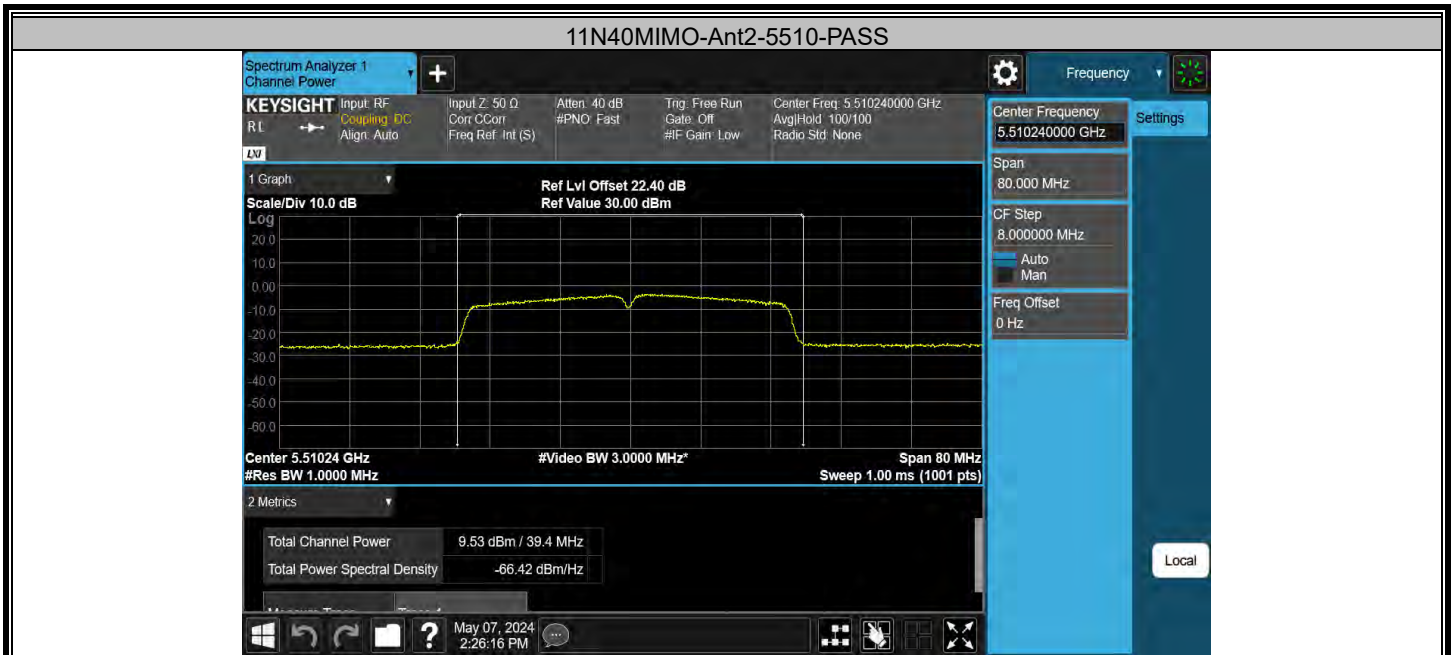 11N40MIMO-Ant2-5510-PASS
Spectrum Analyzer 1
Channel Power
Frequency
KEYSIGHT
RL
LXI
Input: RF
Coupling: DC
Align: Auto
Input Z: 50 Ω
Corr CCorr
Freq Ref: Int (S)
Atten: 40 dB
#PNO: Fast
Trig: Free Run
Gate: Off
#IF Gain: Low
Center Freq: 5.510240000 GHz
Avg|Hold: 100/100
Radio Std: None
Center Frequency
5.510240000 GHz
Settings
Span
80.000 MHz
CF Step
8.000000 MHz
Auto
Man
Freq Offset
0 Hz
1 Graph
Scale/Div 10.0 dB
Ref Lvl Offset 22.40 dB
Ref Value 30.00 dBm
Log
20.0
10.0
0.00
-10.0
-20.0
-30.0
-40.0
-50.0
-60.0
Center 5.51024 GHz
#Video BW 3.0000 MHz*
Span 80 MHz
#Res BW 1.0000 MHz
Sweep 1.00 ms (1001 pts)
2 Metrics
Total Channel Power 9.53 dBm / 39.4 MHz
Total Power Spectral Density -66.42 dBm/Hz
Local
May 07, 2024
2:26:16 PM